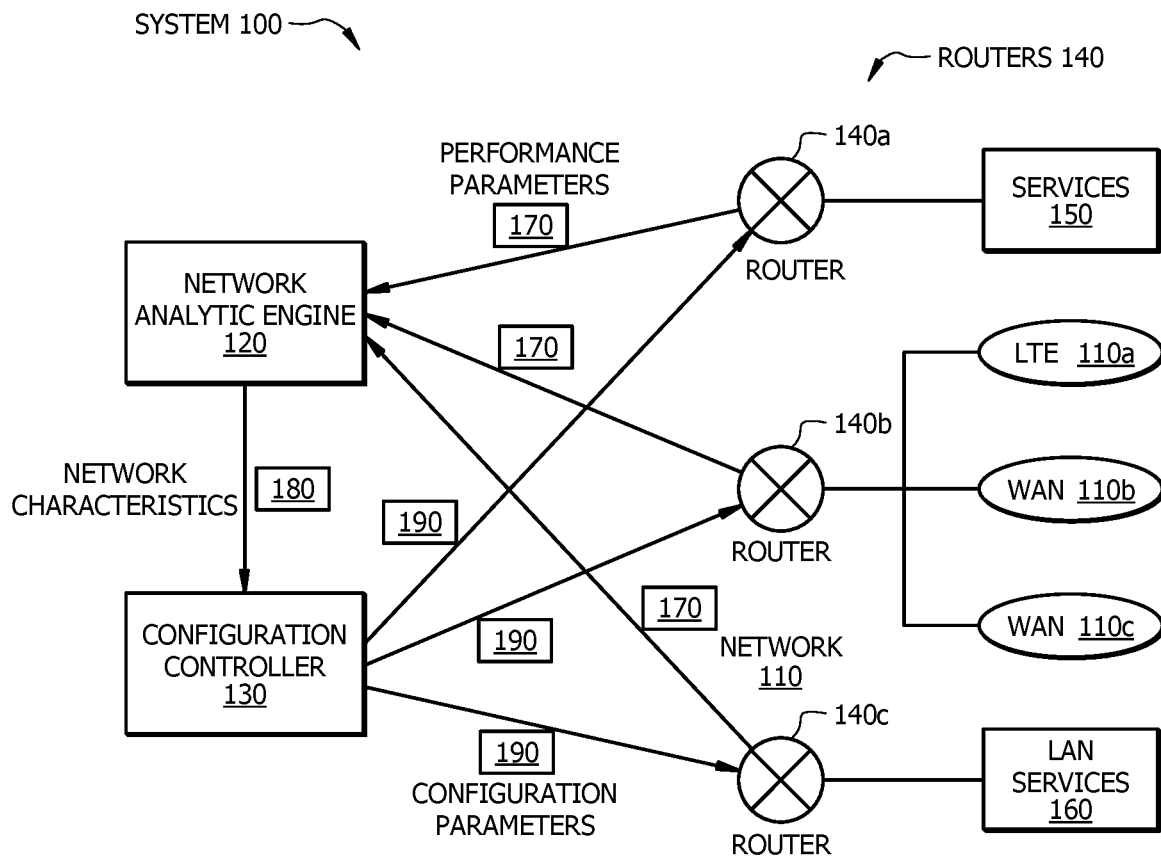 SYSTEM 100
ROUTERS 140
140a
PERFORMANCE
PARAMETERS
170
ROUTER
SERVICES
150
NETWORK
ANALYTIC ENGINE
120
170
LTE 110a
140b
NETWORK
CHARACTERISTICS
180
190
ROUTER
WAN 110b
CONFIGURATION
CONTROLLER
130
190
170
NETWORK
110
WAN 110c
140c
190
CONFIGURATION
PARAMETERS
ROUTER
LAN
SERVICES
160